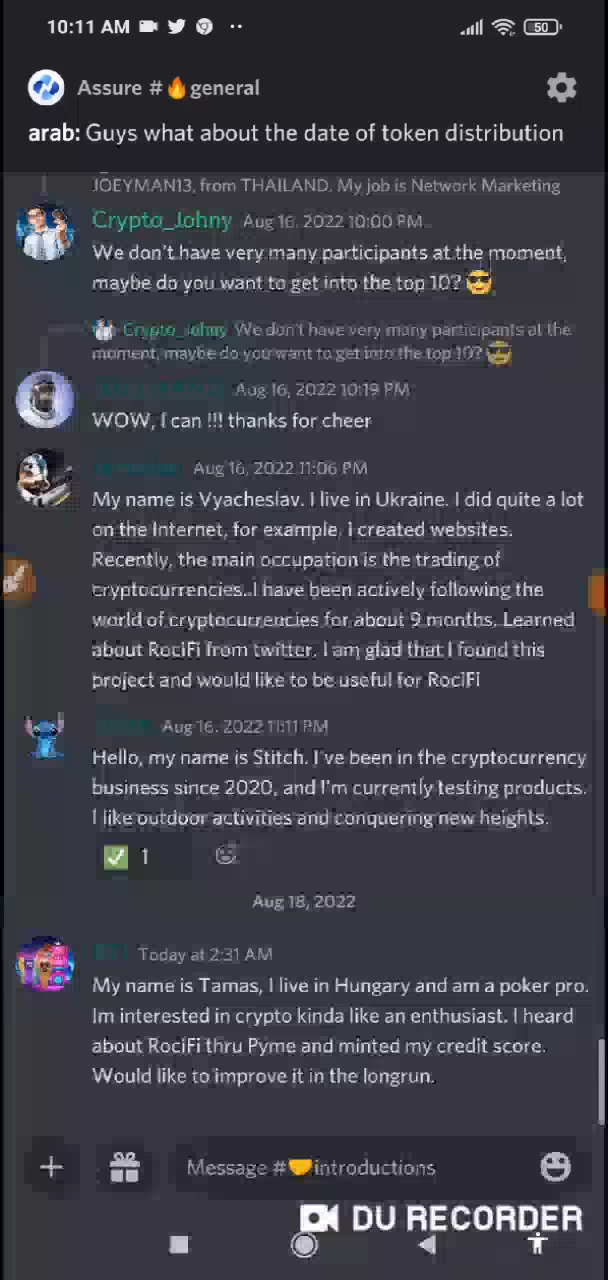 10:11 AM
50
Assure # general
arab: Guys what about the date of token distribution
JOEYMAN13, from THAILAND. My job is Network Marketing
Crypto_Johny Aug 16, 2022 10:00 PM
We don't have very many participants at the moment,
maybe do you want to get into the top 10?
Crypto_Johny We don't have very many participants at the
moment, maybe do you want to get into the top 10?
Aug 16, 2022 10:19 PM
WOW, I can !!! thanks for cheer
Aug 16, 2022 11:06 PM
My name is Vyacheslav. I live in Ukraine. I did quite a lot
on the Internet, for example, i created websites.
Recently, the main occupation is the trading of
cryptocurrencies. I have been actively following the
world of cryptocurrencies for about 9 months. Learned
about RociFi from twitter. I am glad that I found this
project and would like to be useful for RociFi
Aug 16, 2022 11:11 PM
Hello, my name is Stitch. I've been in the cryptocurrency
business since 2020, and I'm currently testing products.
I like outdoor activities and conquering new heights.
1
Aug 18, 2022
Today at 2:31 AM
My name is Tamas, I live in Hungary and am a poker pro.
Im interested in crypto kinda like an enthusiast. I heard
about RociFi thru Pyme and minted my credit score.
Would like to improve it in the longrun.
Message # introductions
DU RECORDER